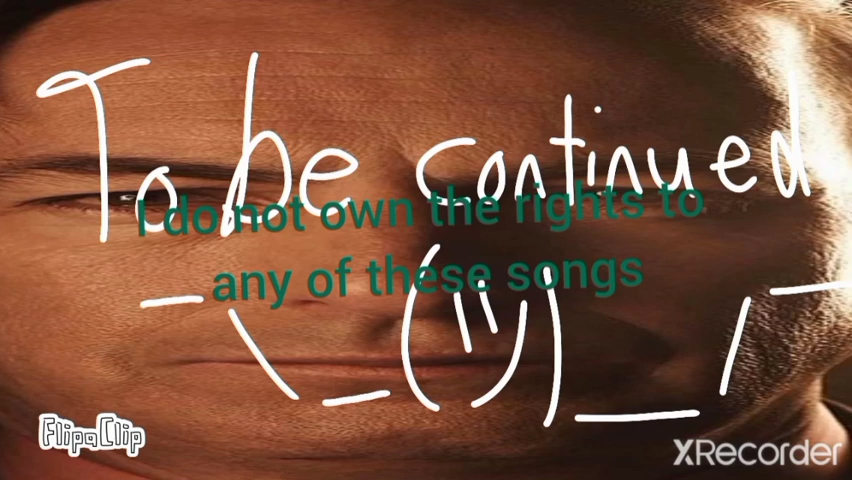 To be continued
I do not own the rights to
any of these songs
¯\_(ツ)_/¯
FlipaClip
XRecorder